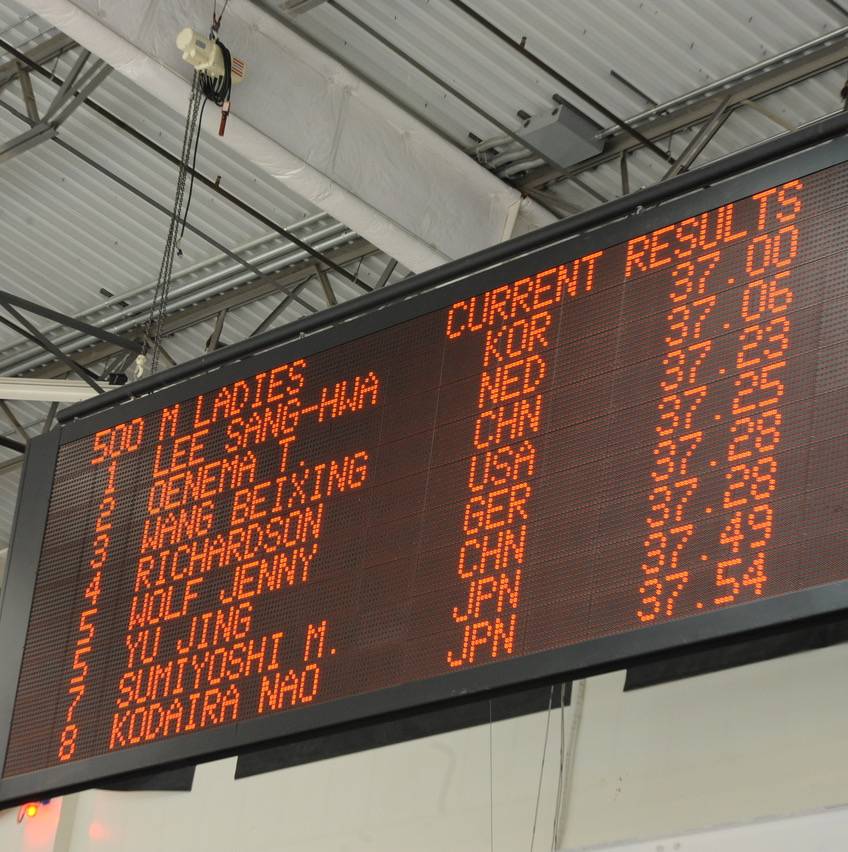 500 M LADIES CURRENT RESULTS
1 LEE SANG-HWA KOR 37.00
2 OENEMA T. NED 37.06
3 WANG BEIXING CHN 37.23
4 RICHARDSON USA 37.25
5 WOLF JENNY GER 37.28
5 YU JING CHN 37.28
7 SUMIYOSHI M. JPN 37.49
8 KODAIRA NAO JPN 37.54